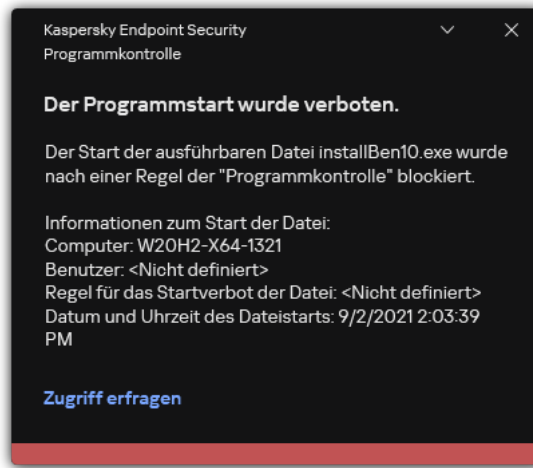 Kaspersky Endpoint Security
Programmkontrolle
Der Programmstart wurde verboten.
Der Start der ausführbaren Datei installBen10.exe wurde
nach einer Regel der "Programmkontrolle" blockiert.
Informationen zum Start der Datei:
Computer: W20H2-X64-1321
Benutzer: <Nicht definiert>
Regel für das Startverbot der Datei: <Nicht definiert>
Datum und Uhrzeit des Dateistarts: 9/2/2021 2:03:39
PM
Zugriff erfragen